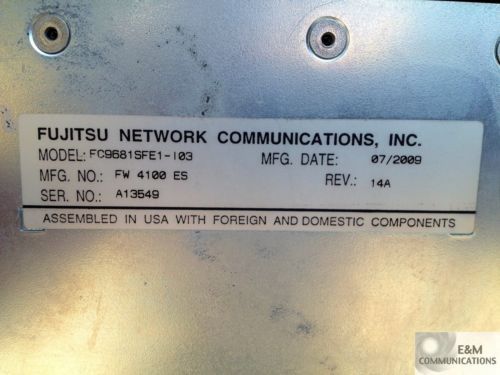 FUJITSU NETWORK COMMUNICATIONS, INC.
MODEL: FC9681SFE1-I03 MFG. DATE: 07/2009
MFG. NO.: FW 4100 ES REV.: 14A
SER. NO.: A13549
ASSEMBLED IN USA WITH FOREIGN AND DOMESTIC COMPONENTS
E&M
COMMUNICATIONS